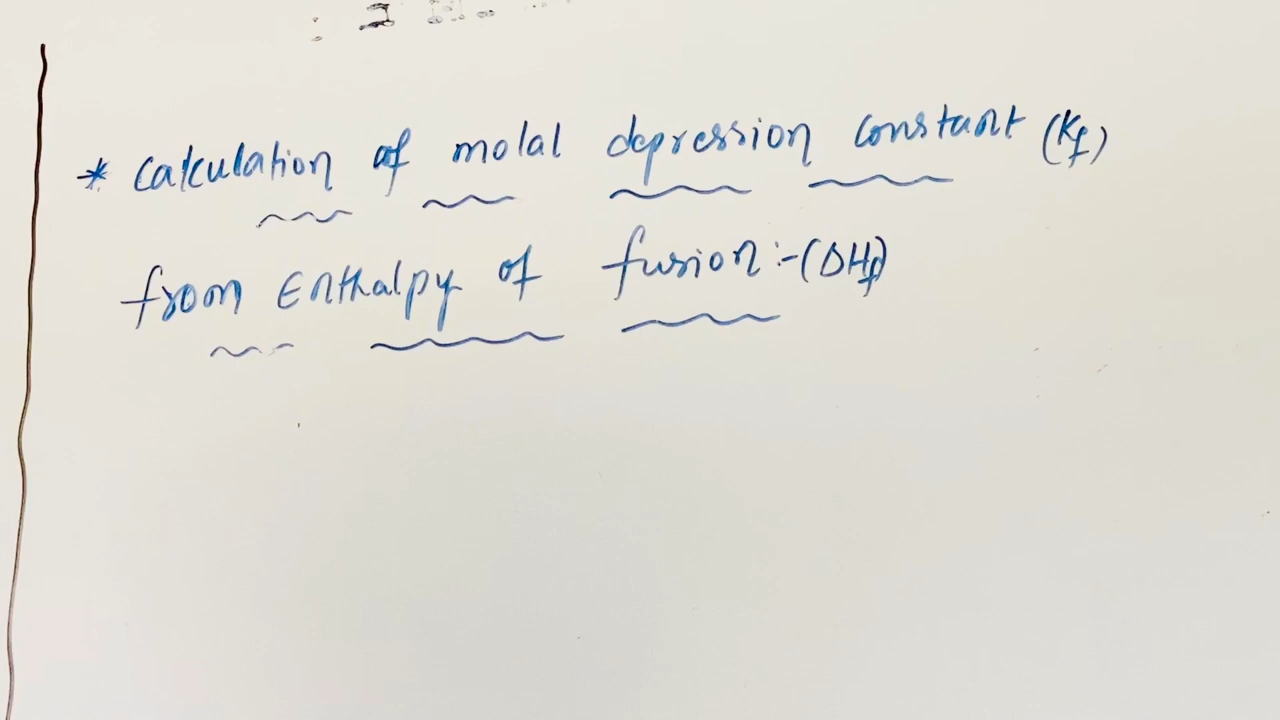 * Calculation of molal depression constant (Kf)
from Enthalpy of fusion:-(ΔHf)